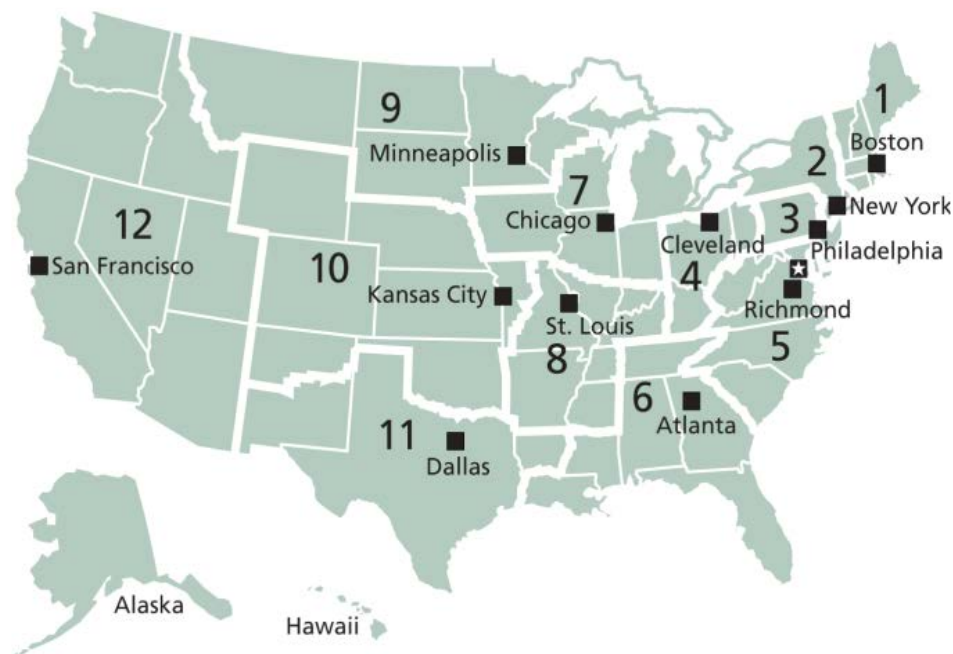 1
9
Boston
Minneapolis
2
7
New York
12
Chicago
3
Cleveland
Philadelphia
San Francisco
10
4
Kansas City
Richmond
St. Louis
5
8
6
Atlanta
11
Dallas
Alaska
Hawaii